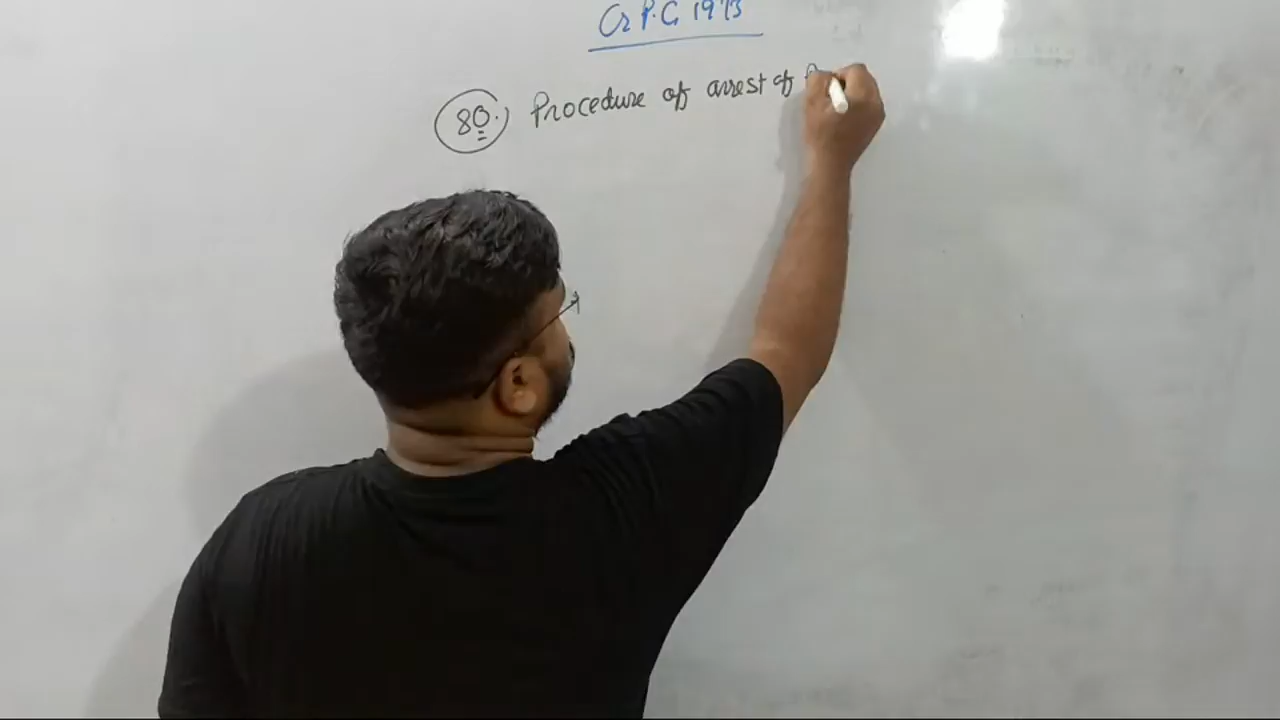 Cr P.C 1973
80. Procedure of arrest of